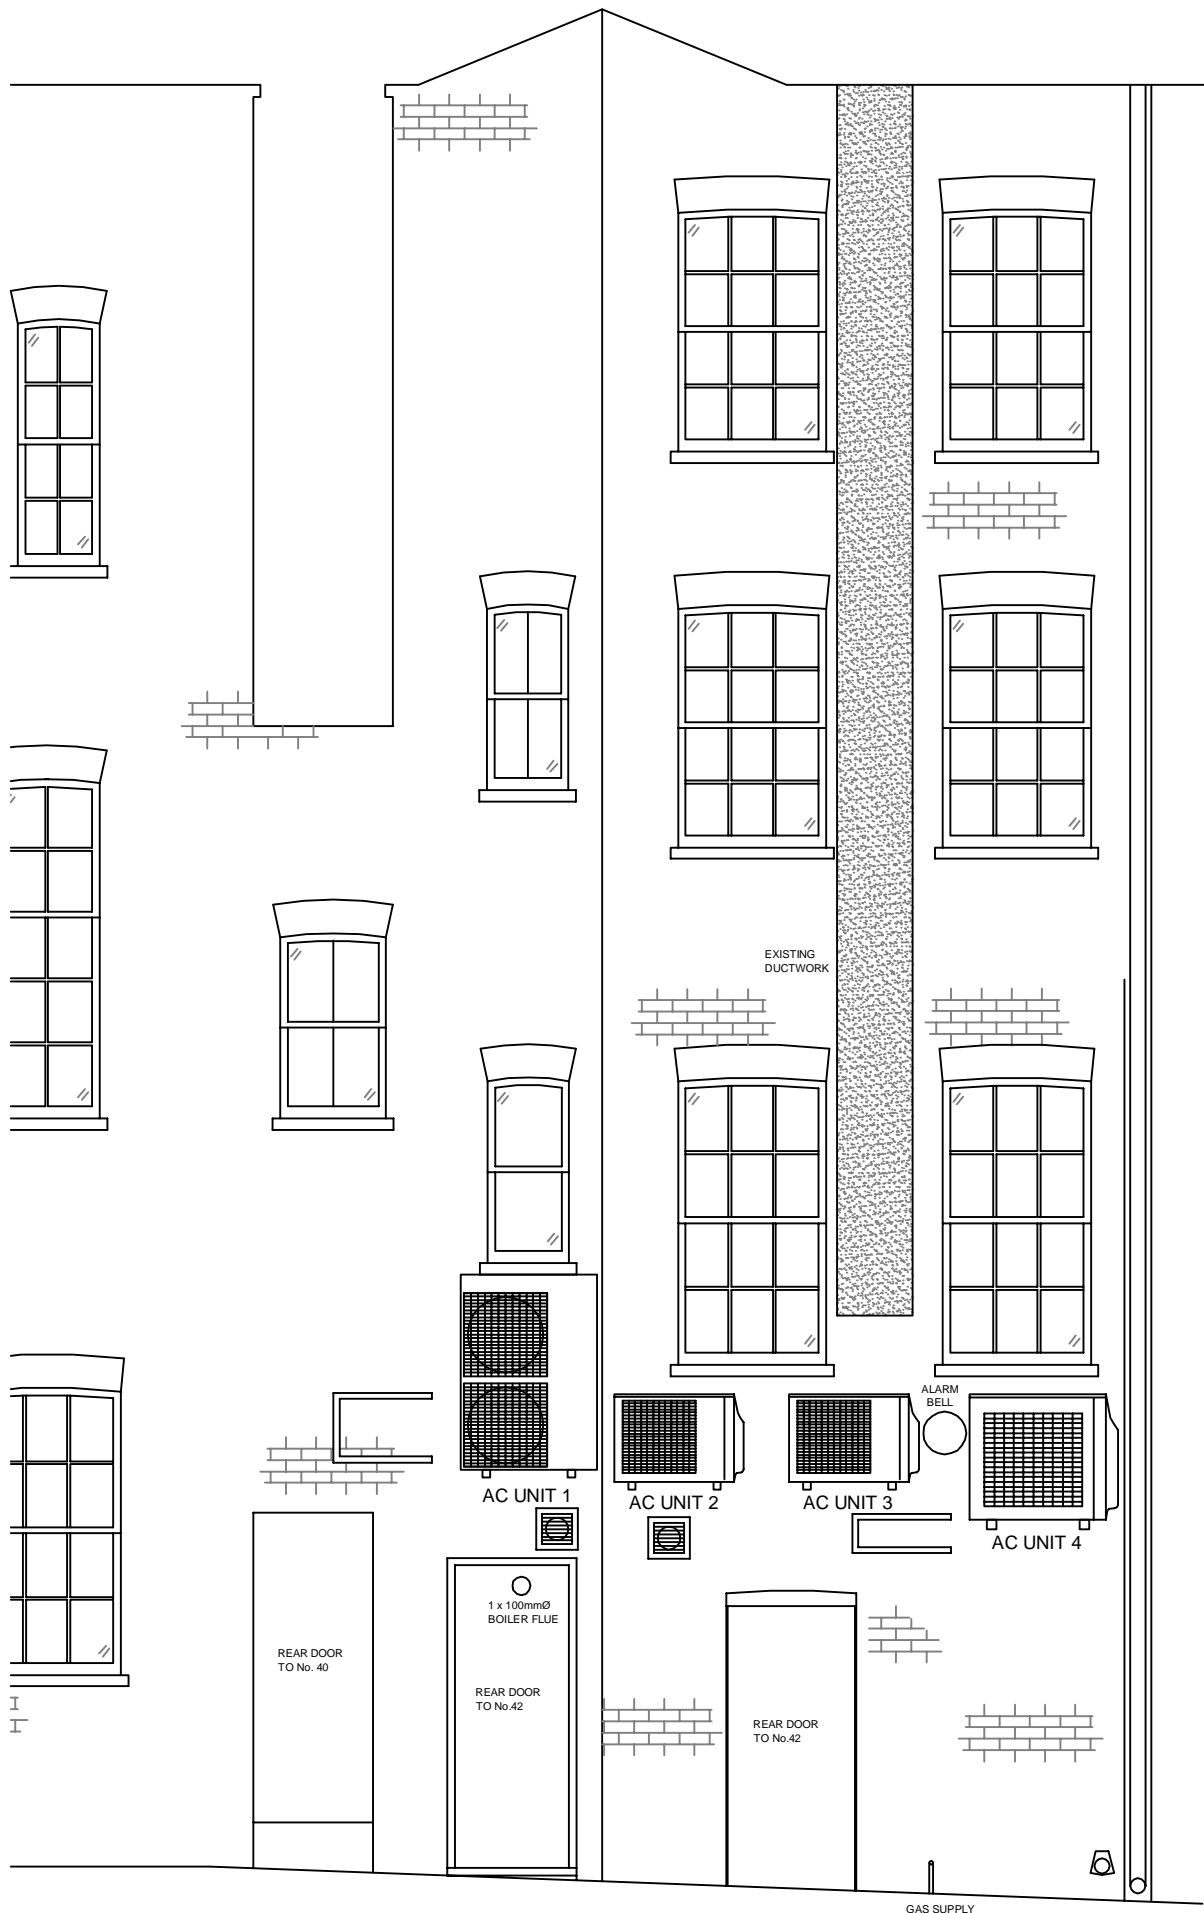 EXISTING
DUCTWORK
ALARM
BELL
AC UNIT 1
AC UNIT 2
AC UNIT 3
AC UNIT 4
1 x 100mmØ
BOILER FLUE
REAR DOOR
TO No. 40
REAR DOOR
TO No.42
REAR DOOR
TO No.42
GAS SUPPLY